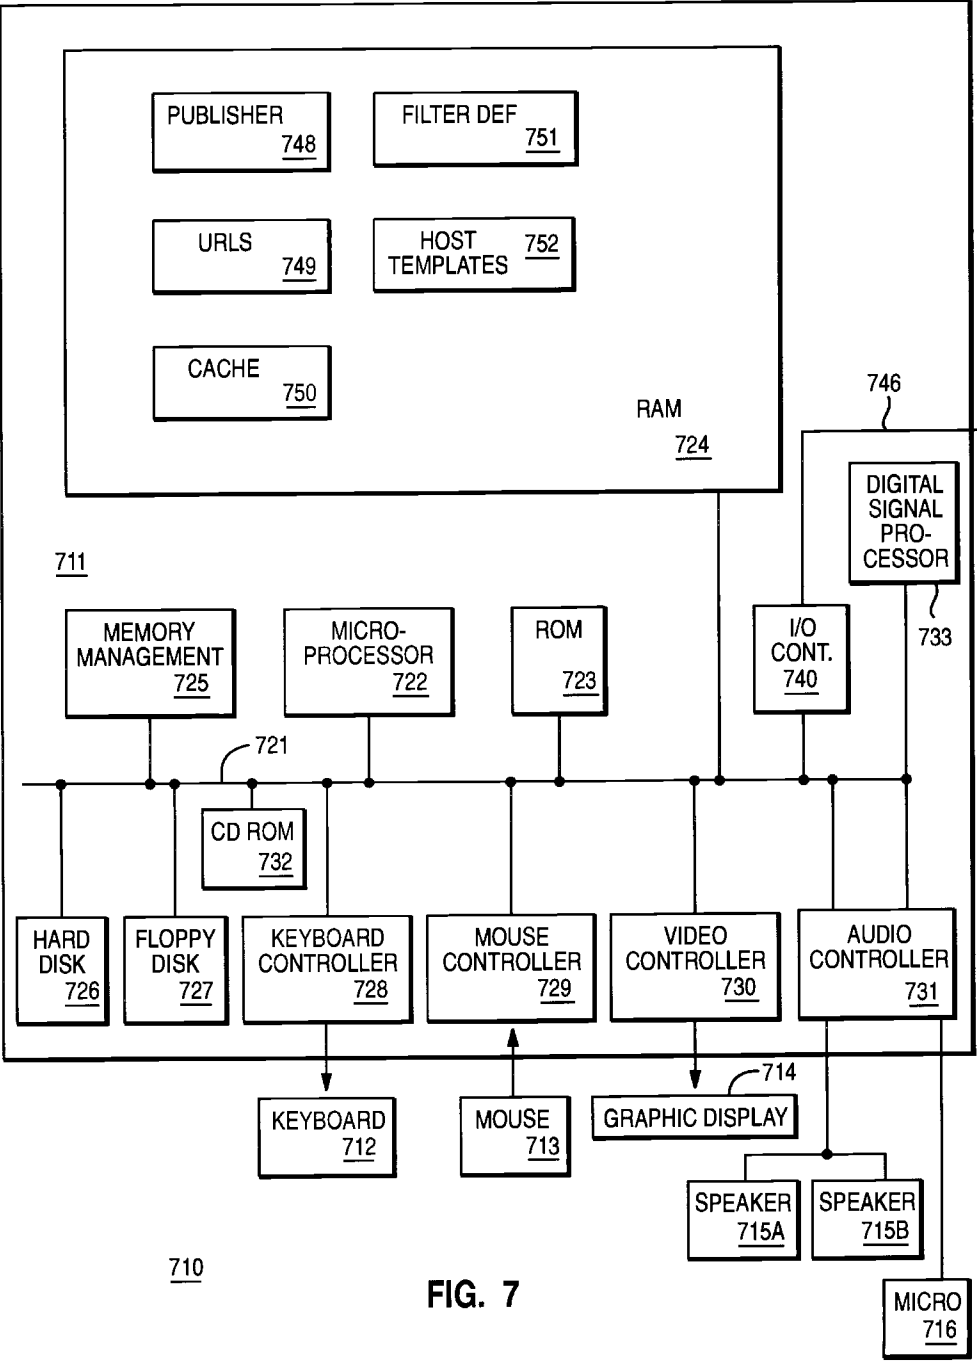 PUBLISHER
748
FILTER DEF
751
URLS
749
HOST
TEMPLATES
752
CACHE
750
RAM
724
746
DIGITAL
SIGNAL
PRO-
CESSOR
733
711
MEMORY
MANAGEMENT
725
MICRO-
PROCESSOR
722
ROM
723
I/O
CONT.
740
721
CD ROM
732
HARD
DISK
726
FLOPPY
DISK
727
KEYBOARD
CONTROLLER
728
MOUSE
CONTROLLER
729
VIDEO
CONTROLLER
730
AUDIO
CONTROLLER
731
KEYBOARD
712
MOUSE
713
714
GRAPHIC DISPLAY
SPEAKER
715A
SPEAKER
715B
710
FIG. 7
MICRO
716